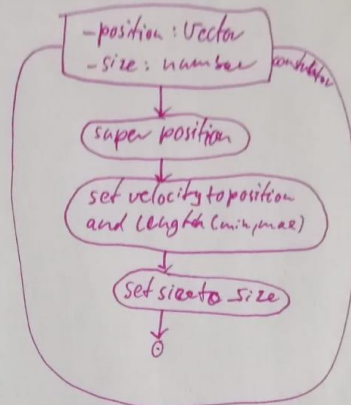 -position: Vector
-size: number
constructor
super position
set velocity to position
and length (min, max)
set size to size